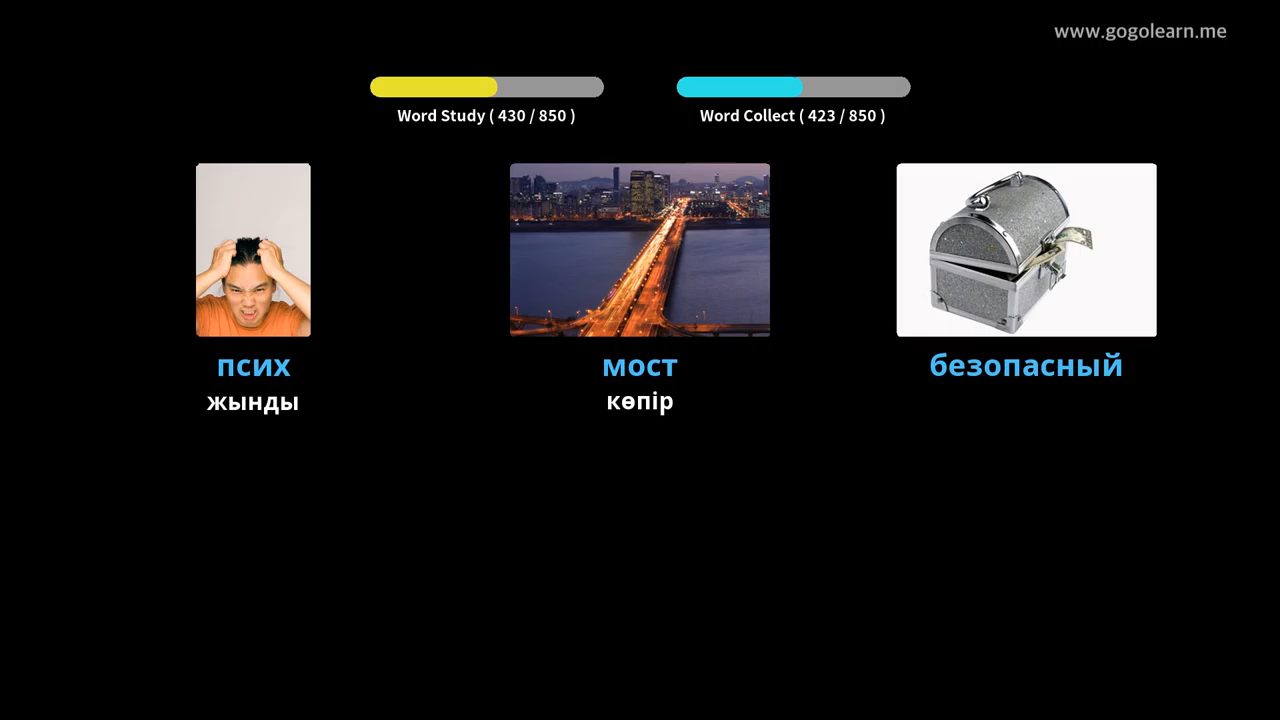 www.gogolearn.me
Word Study ( 430 / 850 )
Word Collect ( 423 / 850 )
псих
жынды
мост
көпір
безопасный